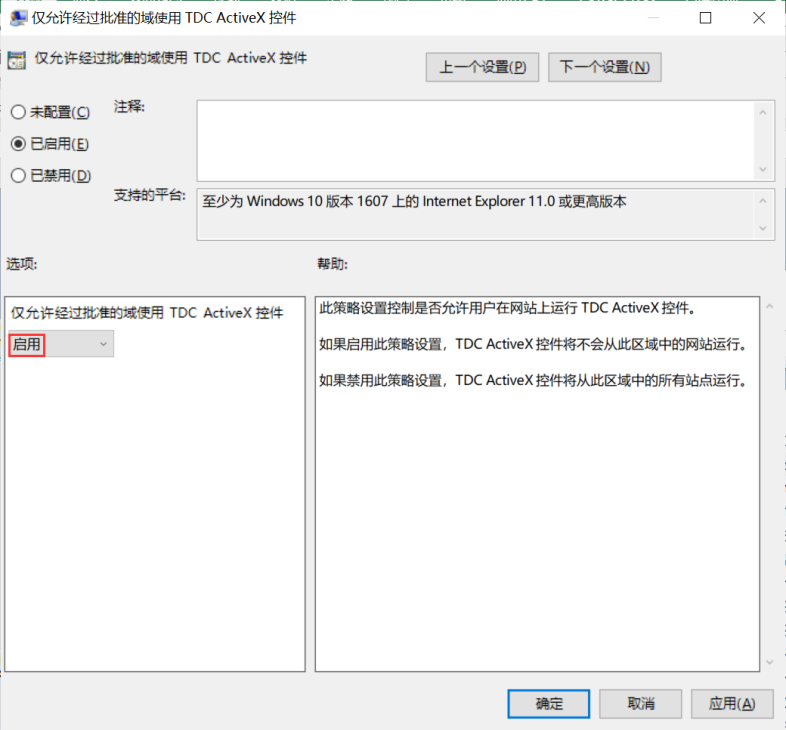 仅允许经过批准的域使用 TDC ActiveX 控件
仅允许经过批准的域使用 TDC ActiveX 控件
上一个设置(P)
下一个设置(N)
未配置(C)
已启用(E)
已禁用(D)
注释:
支持的平台:
至少为 Windows 10 版本 1607 上的 Internet Explorer 11.0 或更高版本
选项:
帮助:
仅允许经过批准的域使用 TDC ActiveX 控件
启用
此策略设置控制是否允许用户在网站上运行 TDC ActiveX 控件。
如果启用此策略设置，TDC ActiveX 控件将不会从此区域中的网站运行。
如果禁用此策略设置，TDC ActiveX 控件将从此区域中的所有站点运行。
确定
取消
应用(A)